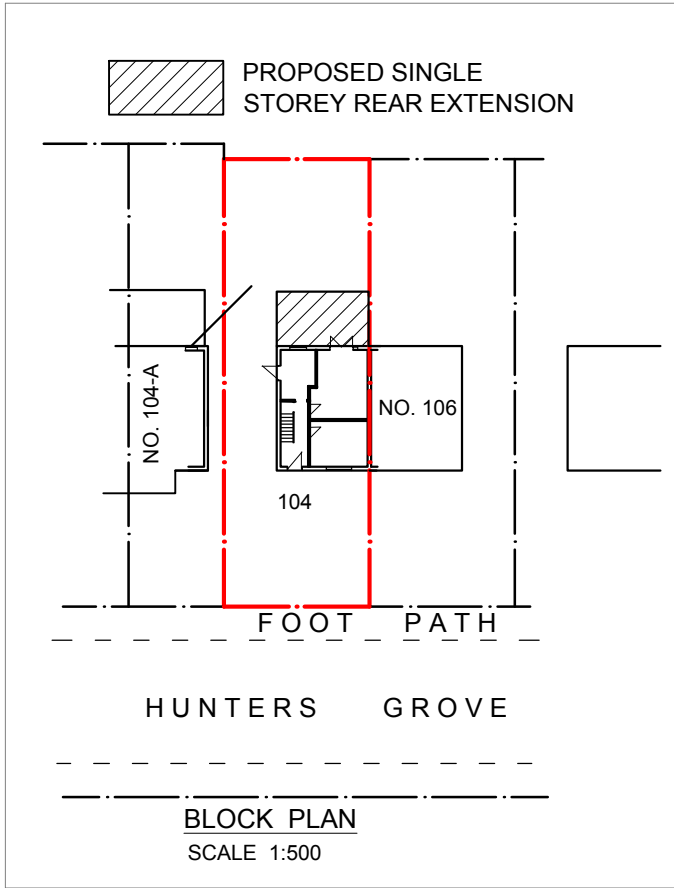 PROPOSED SINGLE
STOREY REAR EXTENSION
NO. 104-A
NO. 106
104
FOOT PATH
HUNTERS GROVE
BLOCK PLAN
SCALE 1:500